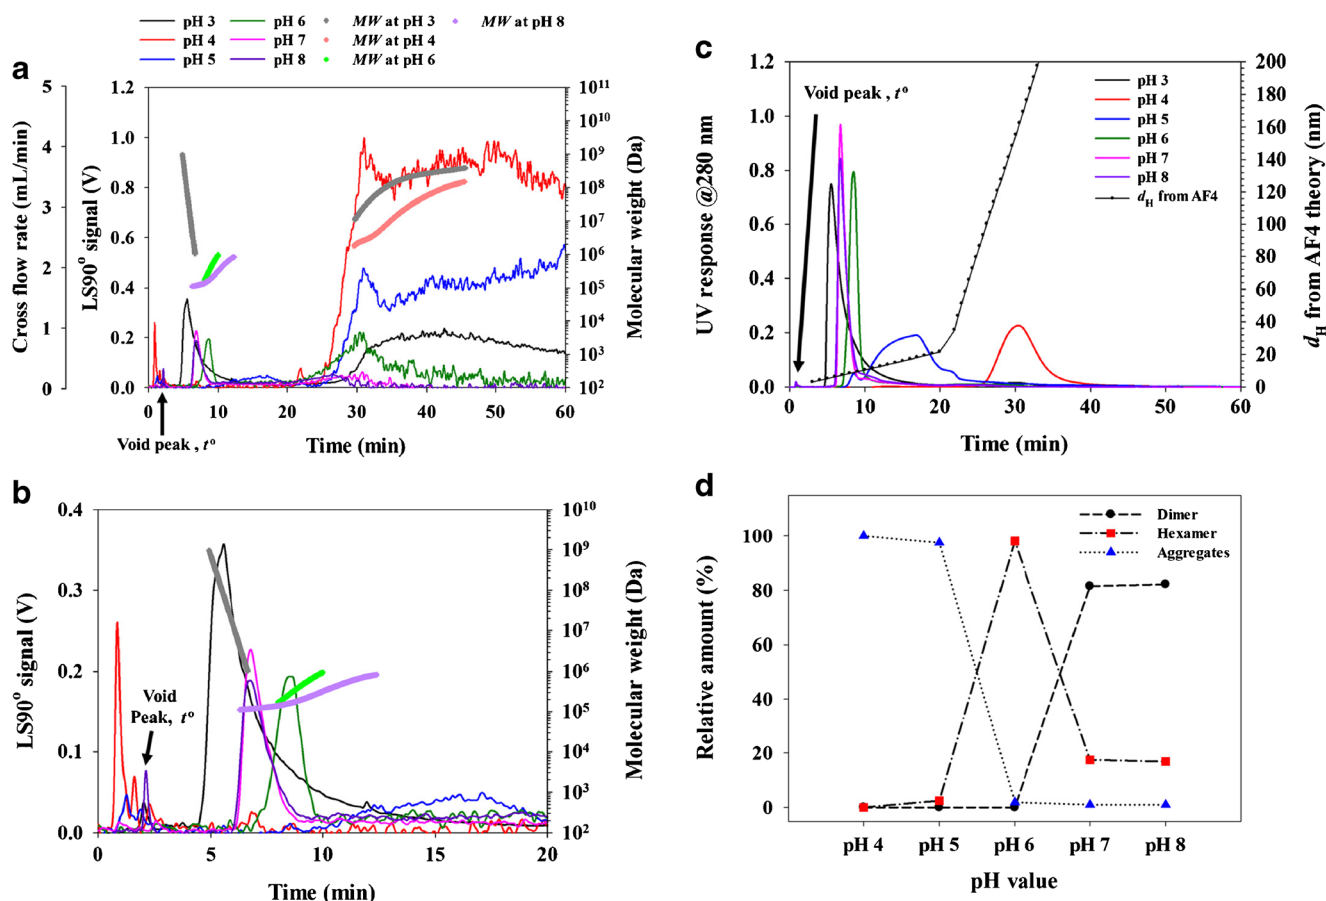 pH 3
pH 6
MW at pH 3
MW at pH 8
pH 4
pH 7
MW at pH 4
pH 5
pH 8
MW at pH 6
a
5
4
3
2
1
0
Cross flow rate (mL/min)
1.2
1.0
0.8
0.6
0.4
0.2
0.0
LS90° signal (V)
10¹¹
10¹⁰
10⁹
10⁸
10⁷
10⁶
10⁵
10⁴
10³
10²
Molecular weight (Da)
0 10 20 30 40 50 60
Void peak , t°
Time (min)
b
0.4
0.3
0.2
0.1
0.0
LS90° signal (V)
Void
Peak, t°
10¹⁰
10⁹
10⁸
10⁷
10⁶
10⁵
10⁴
10³
10²
Molecular weight (Da)
0 5 10 15 20
Time (min)
c
1.2
1.0
0.8
0.6
0.4
0.2
0.0
UV response @280 nm
Void peak , t°
pH 3
pH 4
pH 5
pH 6
pH 7
pH 8
dH from AF4
200
180
160
140
120
100
80
60
40
20
0
dH from AF4 theory (nm)
0 10 20 30 40 50 60
Time (min)
d
100
80
60
40
20
0
Relative amount (%)
Dimer
Hexamer
Aggregates
pH 4 pH 5 pH 6 pH 7 pH 8
pH value